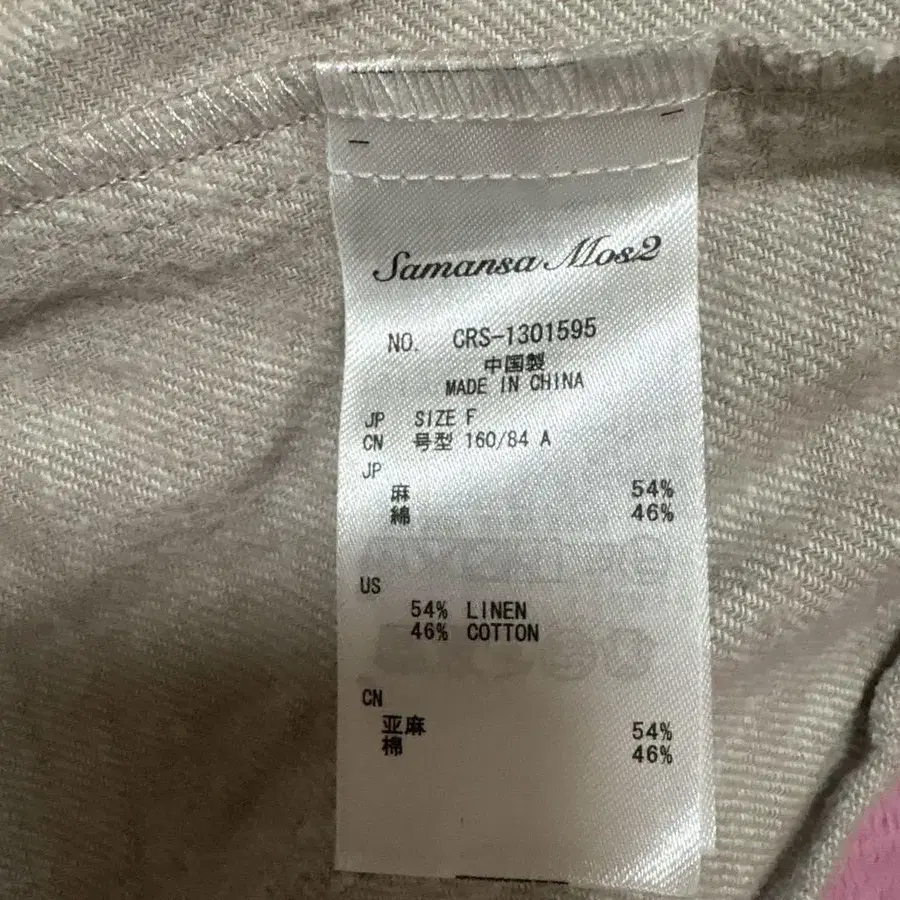 Samansa Mos2
NO. CRS-1301595
中国製
MADE IN CHINA
JP SIZE F
CN 号型 160/84 A
JP
麻 54%
綿 46%
US
54% LINEN
46% COTTON
CN
亚麻 54%
棉 46%